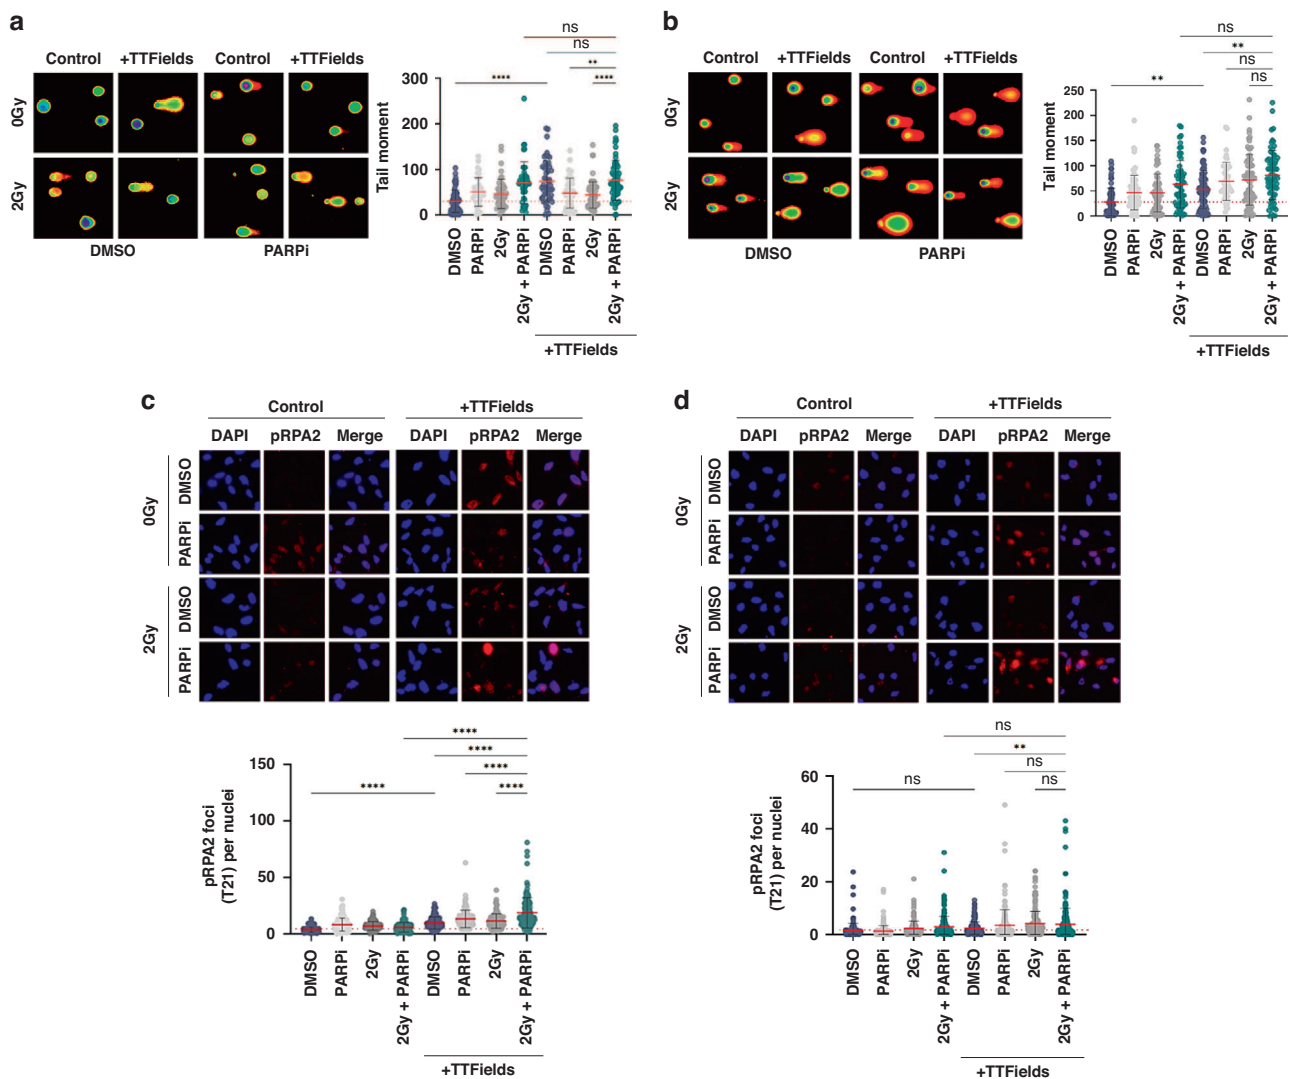 a
Control +TTFields Control +TTFields
0Gy
2Gy
DMSO PARPi
ns
ns
**
**** ****
Tail moment
300
200
100
0
DMSO
PARPi
2Gy
2Gy + PARPi
DMSO
PARPi
2Gy
2Gy + PARPi
+TTFields
b
Control +TTFields Control +TTFields
0Gy
2Gy
DMSO PARPi
ns
**
ns
** ns
Tail moment
250
200
150
100
50
0
DMSO
PARPi
2Gy
2Gy + PARPi
DMSO
PARPi
2Gy
2Gy + PARPi
+TTFields
c
Control +TTFields
DAPI pRPA2 Merge DAPI pRPA2 Merge
0Gy
DMSO
PARPi
2Gy
DMSO
PARPi
****
****
****
**** ****
pRPA2 foci
(T21) per nuclei
150
100
50
0
DMSO
PARPi
2Gy
2Gy + PARPi
DMSO
PARPi
2Gy
2Gy + PARPi
+TTFields
d
Control +TTFields
DAPI pRPA2 Merge DAPI pRPA2 Merge
0Gy
DMSO
PARPi
2Gy
DMSO
PARPi
ns
**
ns
ns ns
pRPA2 foci
(T21) per nuclei
60
40
20
0
DMSO
PARPi
2Gy
2Gy + PARPi
DMSO
PARPi
2Gy
2Gy + PARPi
+TTFields